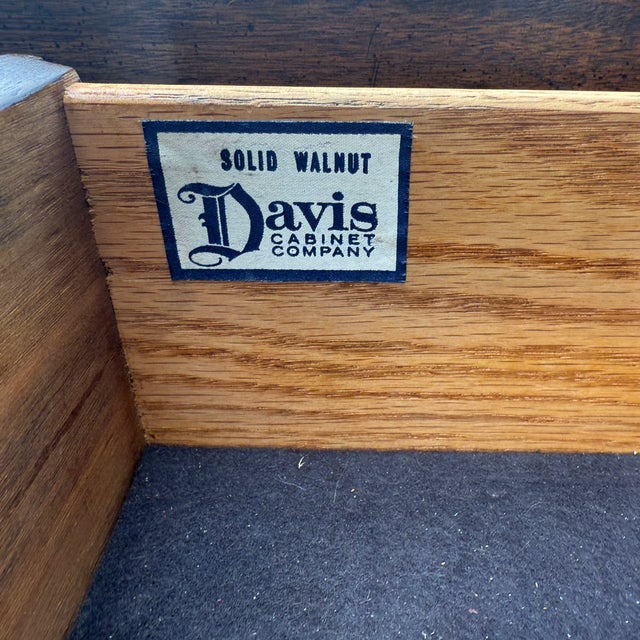 SOLID WALNUT
Davis
CABINET
COMPANY